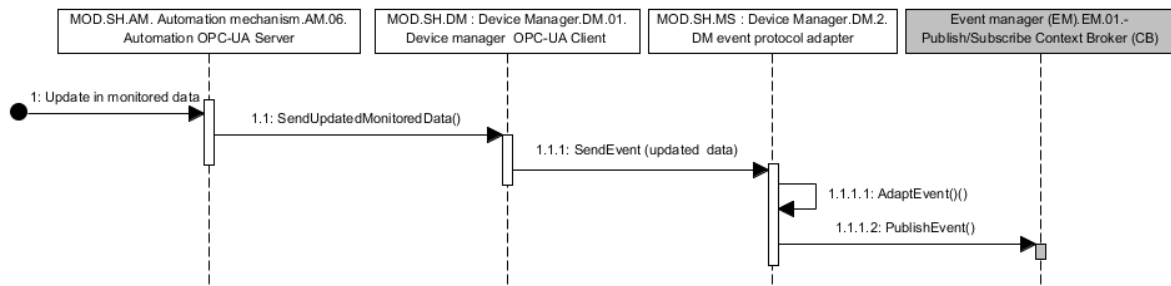 MOD.SH.AM. Automation mechanism.AM.06.
Automation OPC-UA Server
MOD.SH.DM : Device Manager.DM.01.
Device manager  OPC-UA Client
MOD.SH.MS : Device Manager.DM.2.
DM event protocol adapter
Event manager (EM).EM.01.-
Publish/Subscribe Context Broker (CB)
1: Update in monitored data
1.1: SendUpdatedMonitoredData()
1.1.1: SendEvent (updated  data)
1.1.1.1: AdaptEvent()()
1.1.1.2: PublishEvent()